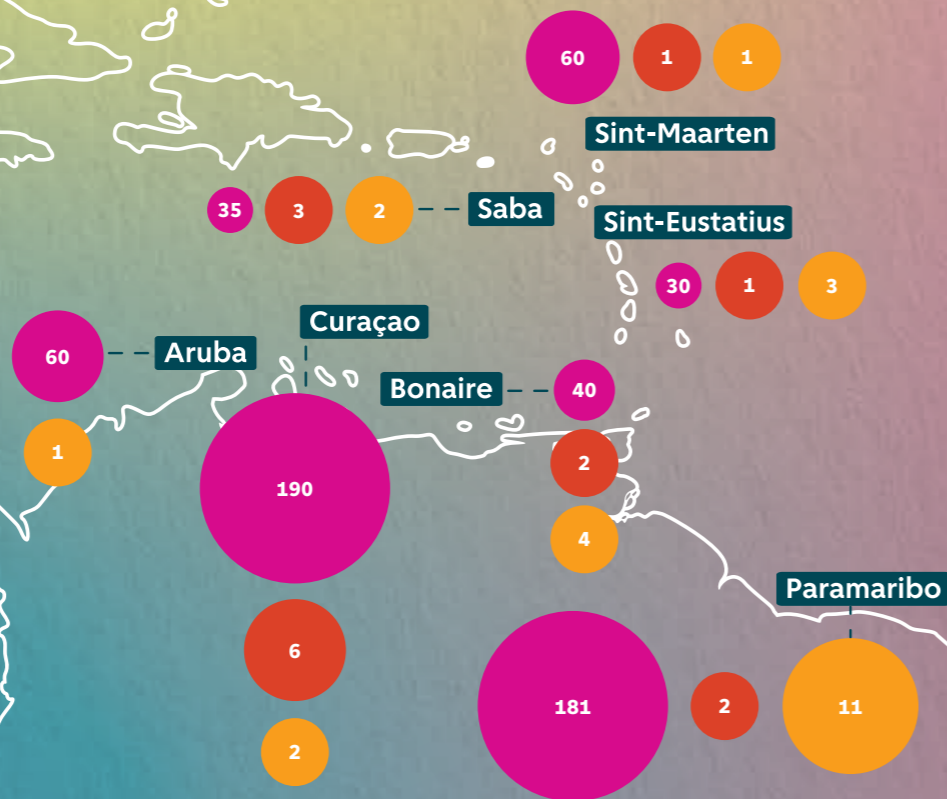 60 1 1
Sint-Maarten
35 3 2 Saba
Sint-Eustatius
30 1 3
Curaçao
60 Aruba
1
Bonaire 40
2
4
190
6
2
Paramaribo
181 2 11